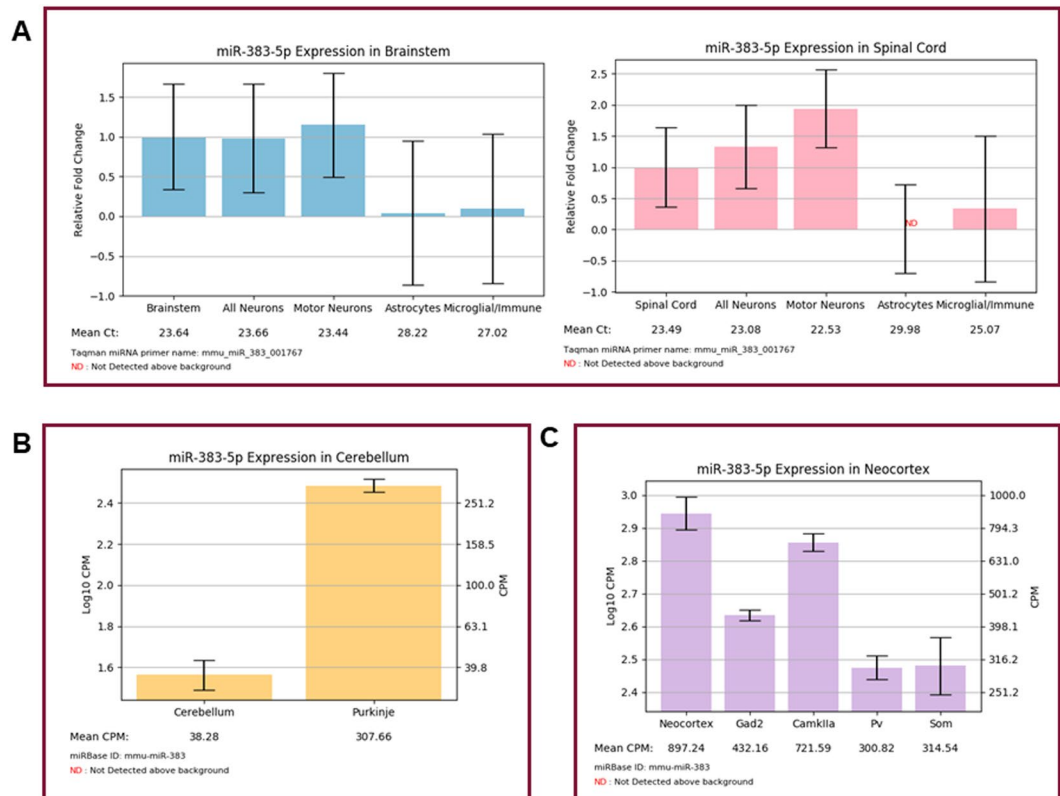 A
miR-383-5p Expression in Brainstem
Relative Fold Change
1.5
1.0
0.5
0.0
−0.5
−1.0
Brainstem All Neurons Motor Neurons Astrocytes Microglial/Immune
Mean Ct: 23.64 23.66 23.44 28.22 27.02
Taqman miRNA primer name: mmu_miR_383_001767
ND : Not Detected above background
miR-383-5p Expression in Spinal Cord
Relative Fold Change
2.5
2.0
1.5
1.0
0.5
0.0
−0.5
−1.0
ND
Spinal Cord All Neurons Motor Neurons Astrocytes Microglial/Immune
Mean Ct: 23.49 23.08 22.53 29.98 25.07
Taqman miRNA primer name: mmu_miR_383_001767
ND : Not Detected above background
B
miR-383-5p Expression in Cerebellum
Log10 CPM
2.4
2.2
2.0
1.8
1.6
251.2
158.5
100.0
63.1
39.8
CPM
Cerebellum Purkinje
Mean CPM: 38.28 307.66
miRBase ID: mmu-miR-383
ND : Not Detected above background
C
miR-383-5p Expression in Neocortex
Log10 CPM
3.0
2.9
2.8
2.7
2.6
2.5
2.4
1000.0
794.3
631.0
501.2
398.1
316.2
251.2
CPM
Neocortex Gad2 CamkIIa Pv Som
Mean CPM: 897.24 432.16 721.59 300.82 314.54
miRBase ID: mmu-miR-383
ND : Not Detected above background